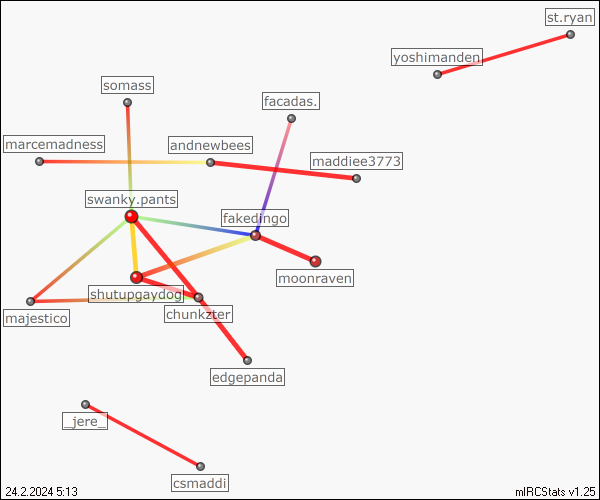 st.ryan
yoshimanden
somass
facadas.
marcemadness
andnewbees
maddiee3773
swanky.pants
fakedingo
moonraven
shutupgaydog
chunkzter
majestico
edgepanda
_jere_
csmaddi
24.2.2024 5:13
mIRCStats v1.25